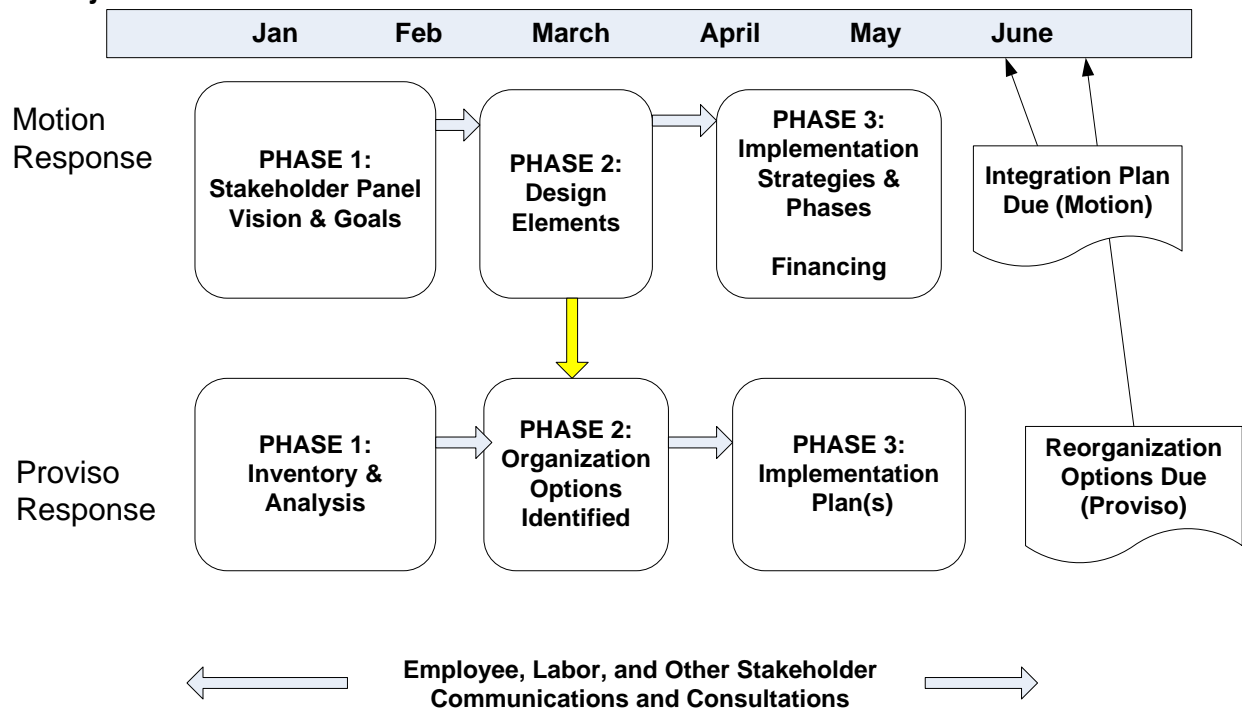 Jan Feb March April May June
Motion
Response
PHASE 1:
Stakeholder Panel
Vision & Goals
PHASE 2:
Design
Elements
PHASE 3:
Implementation
Strategies &
Phases
Financing
Integration Plan
Due (Motion)
Proviso
Response
PHASE 1:
Inventory &
Analysis
PHASE 2:
Organization
Options
Identified
PHASE 3:
Implementation
Plan(s)
Reorganization
Options Due
(Proviso)
Employee, Labor, and Other Stakeholder
Communications and Consultations